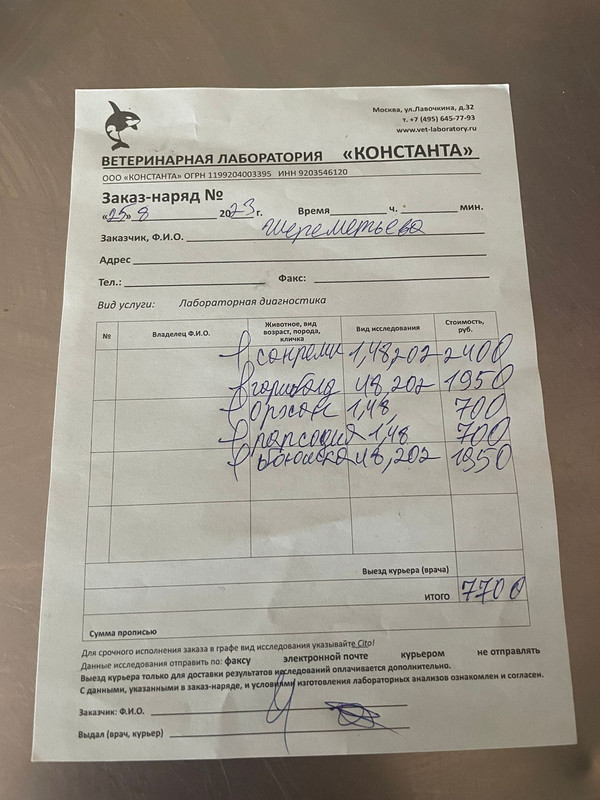 Москва, ул.Лавочкина, д.32
т. +7 (495) 645-77-93
www.vet-laboratory.ru
ВЕТЕРИНАРНАЯ ЛАБОРАТОРИЯ «КОНСТАНТА»
ООО «КОНСТАНТА» ОГРН 1199204003395 ИНН 9203546120
Заказ-наряд №
«25» 8 2023 г. Время ч. мин.
Заказчик, Ф.И.О. Шереметьева
Адрес
Тел.: Факс:
Вид услуги: Лабораторная диагностика
№ Владелец Ф.И.О. Животное, вид возраст, порода, кличка Вид исследования Стоимость, руб.
санреми 1,48,202 2400
48,202 1950
1,48, 700
рапсодия 1,48 700
48,202 1950
Выезд курьера (врача)
ИТОГО 7700
Сумма прописью
Для срочного исполнения заказа в графе вид исследования указывайте Cito!
Данные исследования отправить по: факсу электронной почте курьером не отправлять
Выезд курьера только для доставки результатов исследований оплачивается дополнительно.
С данными, указанными в заказ-наряде, и условиями изготовления лабораторных анализов ознакомлен и согласен.
Заказчик: Ф.И.О.
Выдал (врач, курьер)